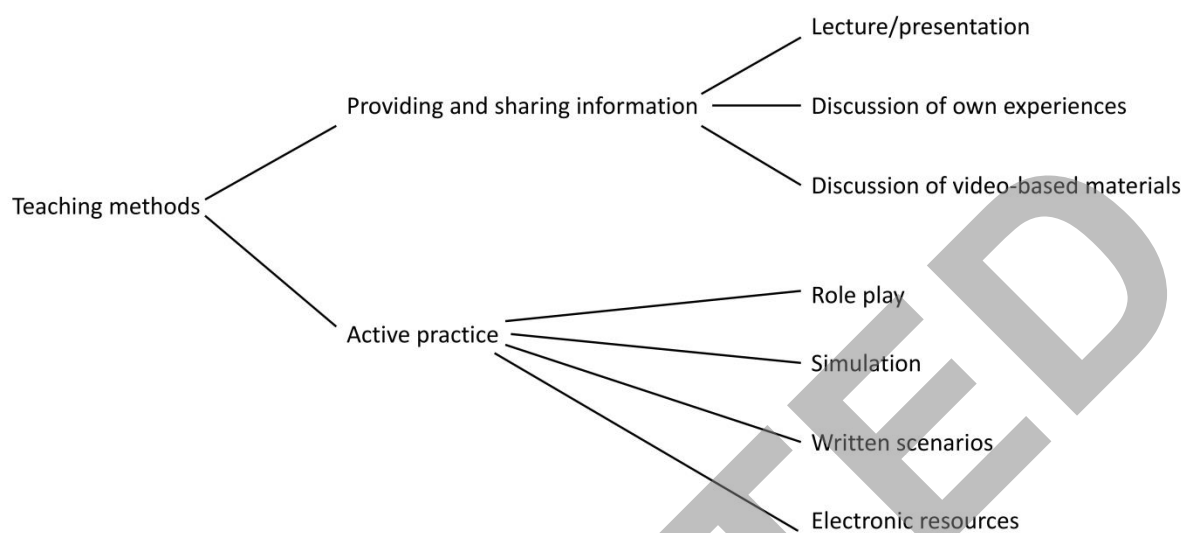 Lecture/presentation
Providing and sharing information
Discussion of own experiences
Discussion of video-based materials
Teaching methods
Role play
Active practice
Simulation
Written scenarios
Electronic resources
TED